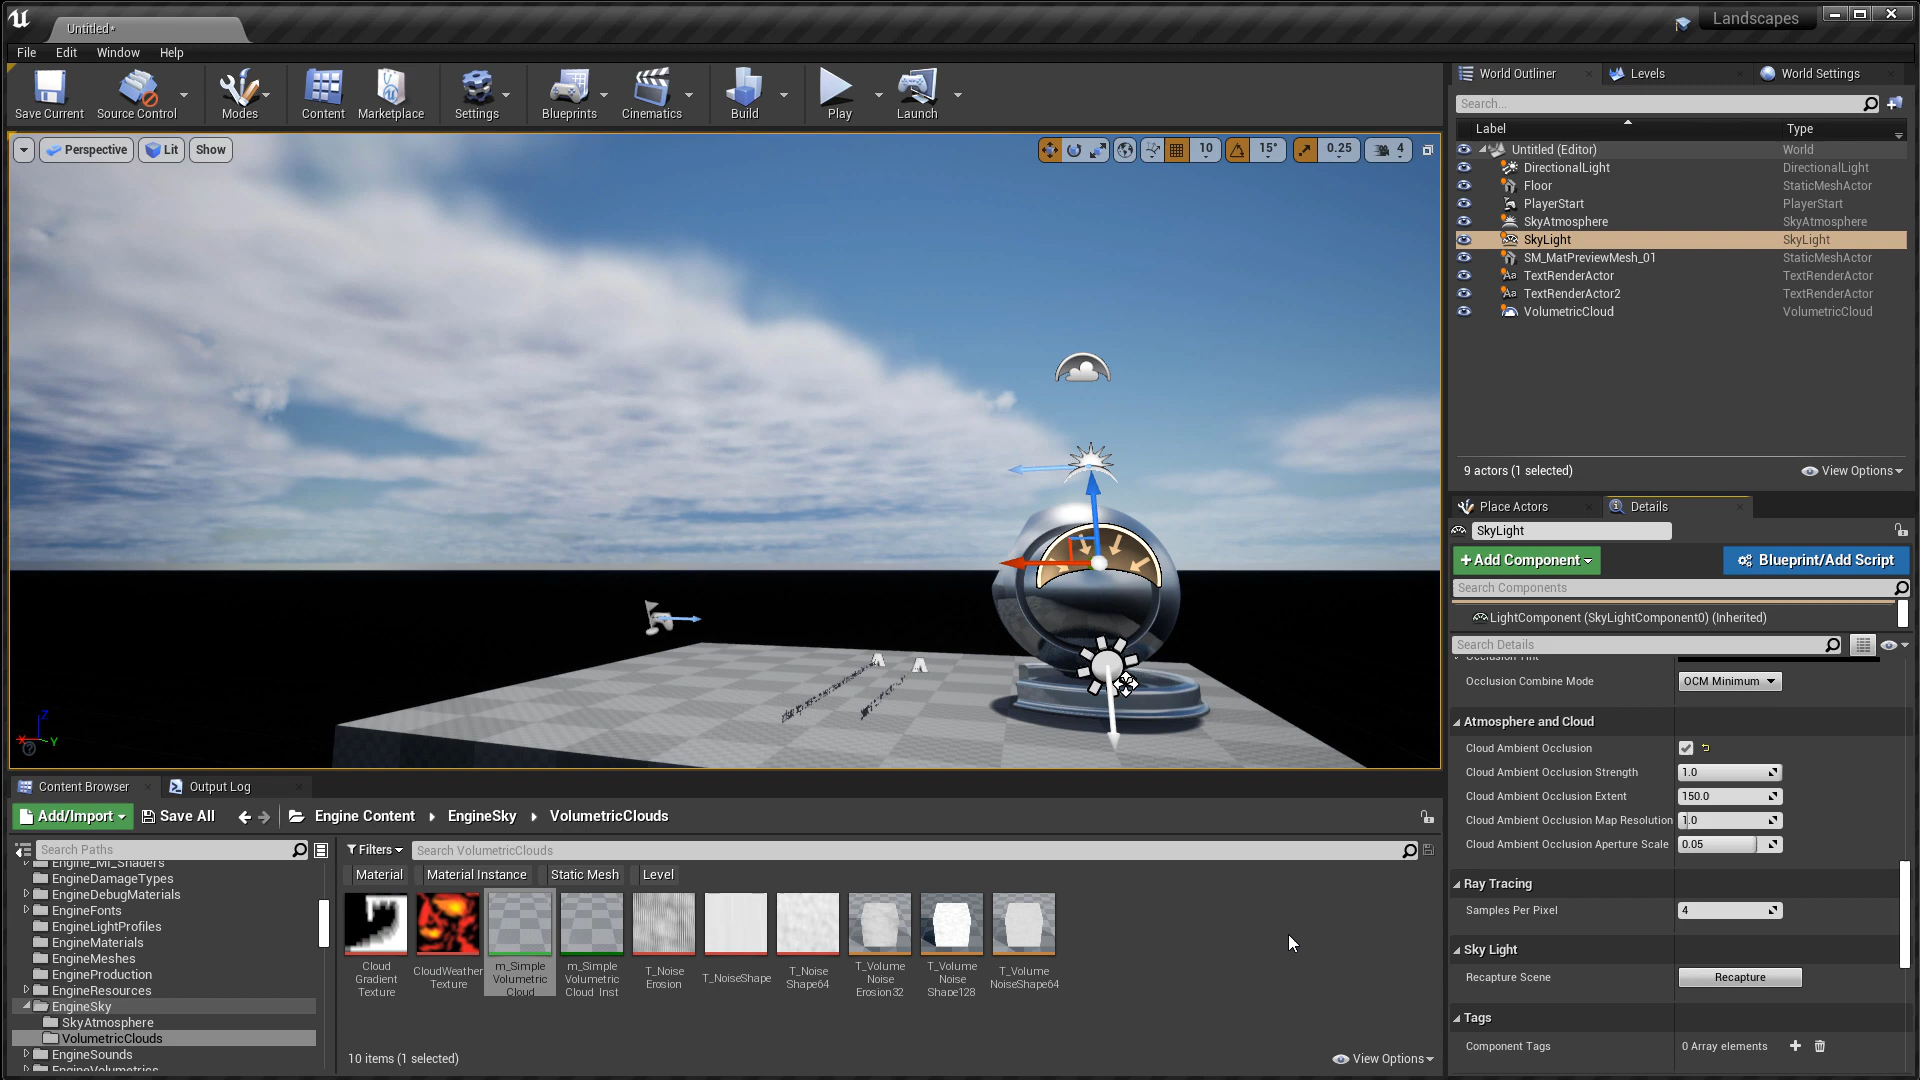 Untitled*
Landscapes
File Edit Window Help
Save Current
Source Control
Modes
Content
Marketplace
Settings
Blueprints
Cinematics
Build
Play
Launch
Perspective
Lit
Show
10
15°
0.25
4
X
Y
Z
World Outliner
Levels
World Settings
Search...
Label Type
Untitled (Editor) World
DirectionalLight DirectionalLight
Floor StaticMeshActor
PlayerStart PlayerStart
SkyAtmosphere SkyAtmosphere
SkyLight SkyLight
SM_MatPreviewMesh_01 StaticMeshActor
TextRenderActor TextRenderActor
TextRenderActor2 TextRenderActor
VolumetricCloud VolumetricCloud
9 actors (1 selected)
View Options
Place Actors
Details
SkyLight
+Add Component
Blueprint/Add Script
Search Components
LightComponent (SkyLightComponent0) (Inherited)
Search Details
Occlusion Tint
Occlusion Combine Mode OCM Minimum
Atmosphere and Cloud
Cloud Ambient Occlusion
Cloud Ambient Occlusion Strength 1.0
Cloud Ambient Occlusion Extent 150.0
Cloud Ambient Occlusion Map Resolution 1.0
Cloud Ambient Occlusion Aperture Scale 0.05
Ray Tracing
Samples Per Pixel 4
Sky Light
Recapture Scene Recapture
Tags
Component Tags 0 Array elements
Content Browser
Output Log
Add/Import
Save All
Engine Content
EngineSky
VolumetricClouds
Search Paths
Engine_MI_Shaders
EngineDamageTypes
EngineDebugMaterials
EngineFonts
EngineLightProfiles
EngineMaterials
EngineMeshes
EngineProduction
EngineResources
EngineSky
SkyAtmosphere
VolumetricClouds
EngineSounds
EngineVolumetrics
Filters
Search VolumetricClouds
Material
Material Instance
Static Mesh
Level
Cloud
Gradient
Texture
CloudWeather
Texture
m_Simple
Volumetric
Cloud
m_Simple
Volumetric
Cloud_Inst
T_Noise
Erosion
T_NoiseShape
T_Noise
Shape64
T_Volume
Noise
Erosion32
T_Volume
Noise
Shape128
T_Volume
NoiseShape64
10 items (1 selected)
View Options